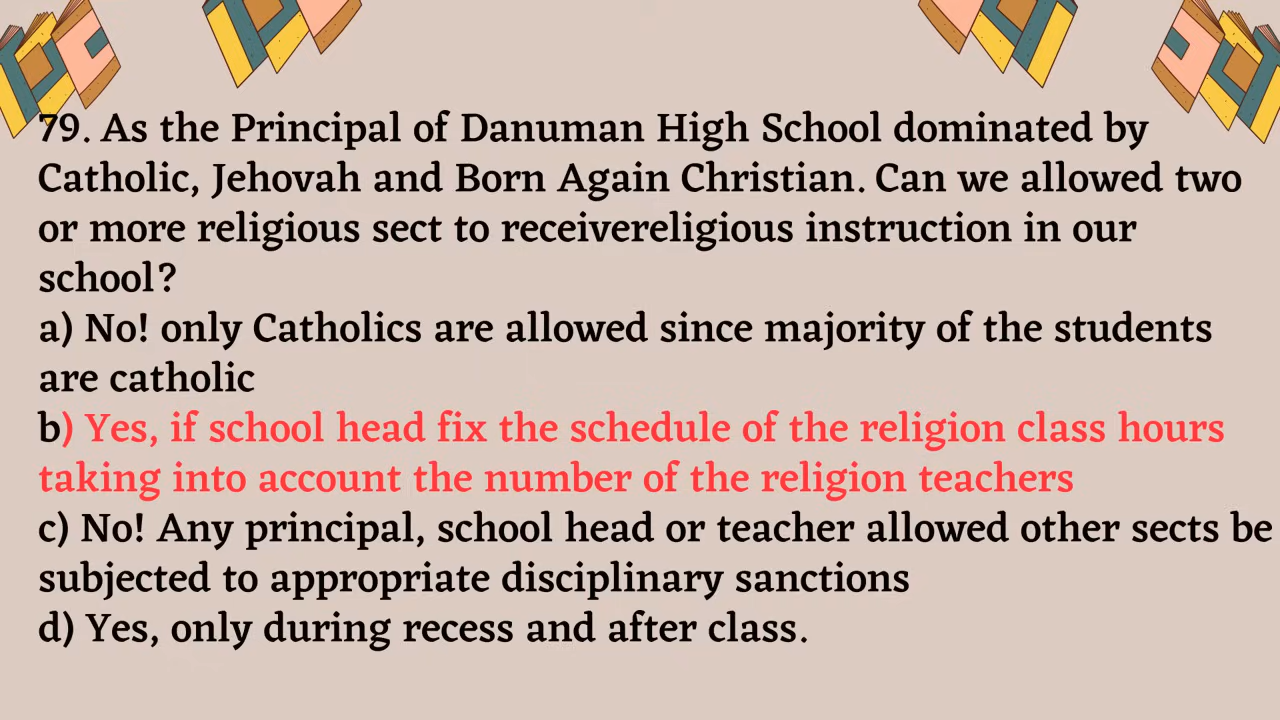 79. As the Principal of Danuman High School dominated by
Catholic, Jehovah and Born Again Christian. Can we allowed two
or more religious sect to receivereligious instruction in our
school?
a) No! only Catholics are allowed since majority of the students
are catholic
b) Yes, if school head fix the schedule of the religion class hours
taking into account the number of the religion teachers
c) No! Any principal, school head or teacher allowed other sects be
subjected to appropriate disciplinary sanctions
d) Yes, only during recess and after class.